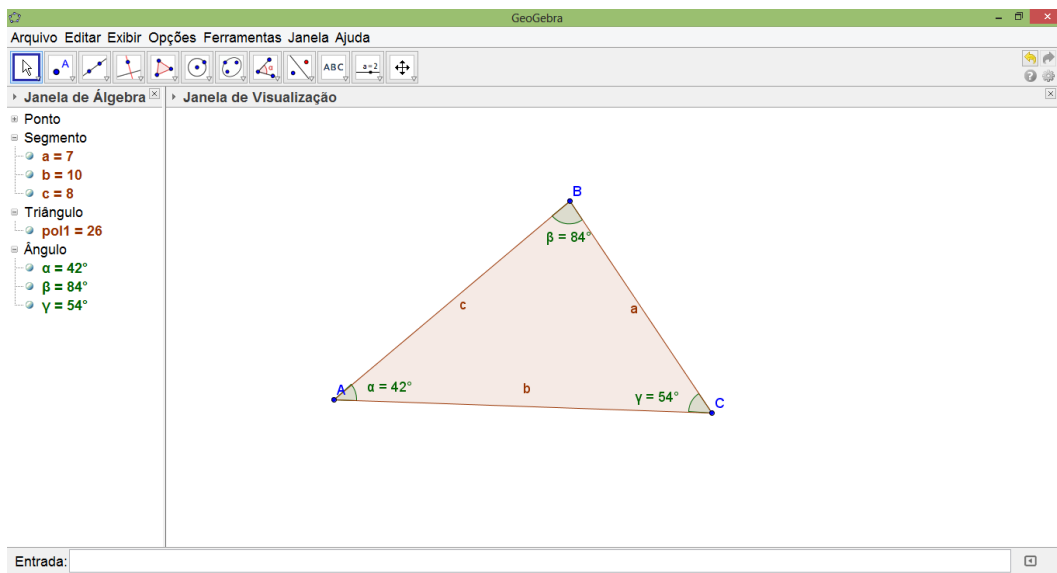 GeoGebra
Arquivo Editar Exibir Opções Ferramentas Janela Ajuda
A
α
ABC
a=2
Janela de Álgebra
Janela de Visualização
Ponto
Segmento
a = 7
b = 10
c = 8
Triângulo
pol1 = 26
Ângulo
α = 42°
β = 84°
γ = 54°
B
β = 84°
c
a
A
α = 42°
b
γ = 54°
C
Entrada: